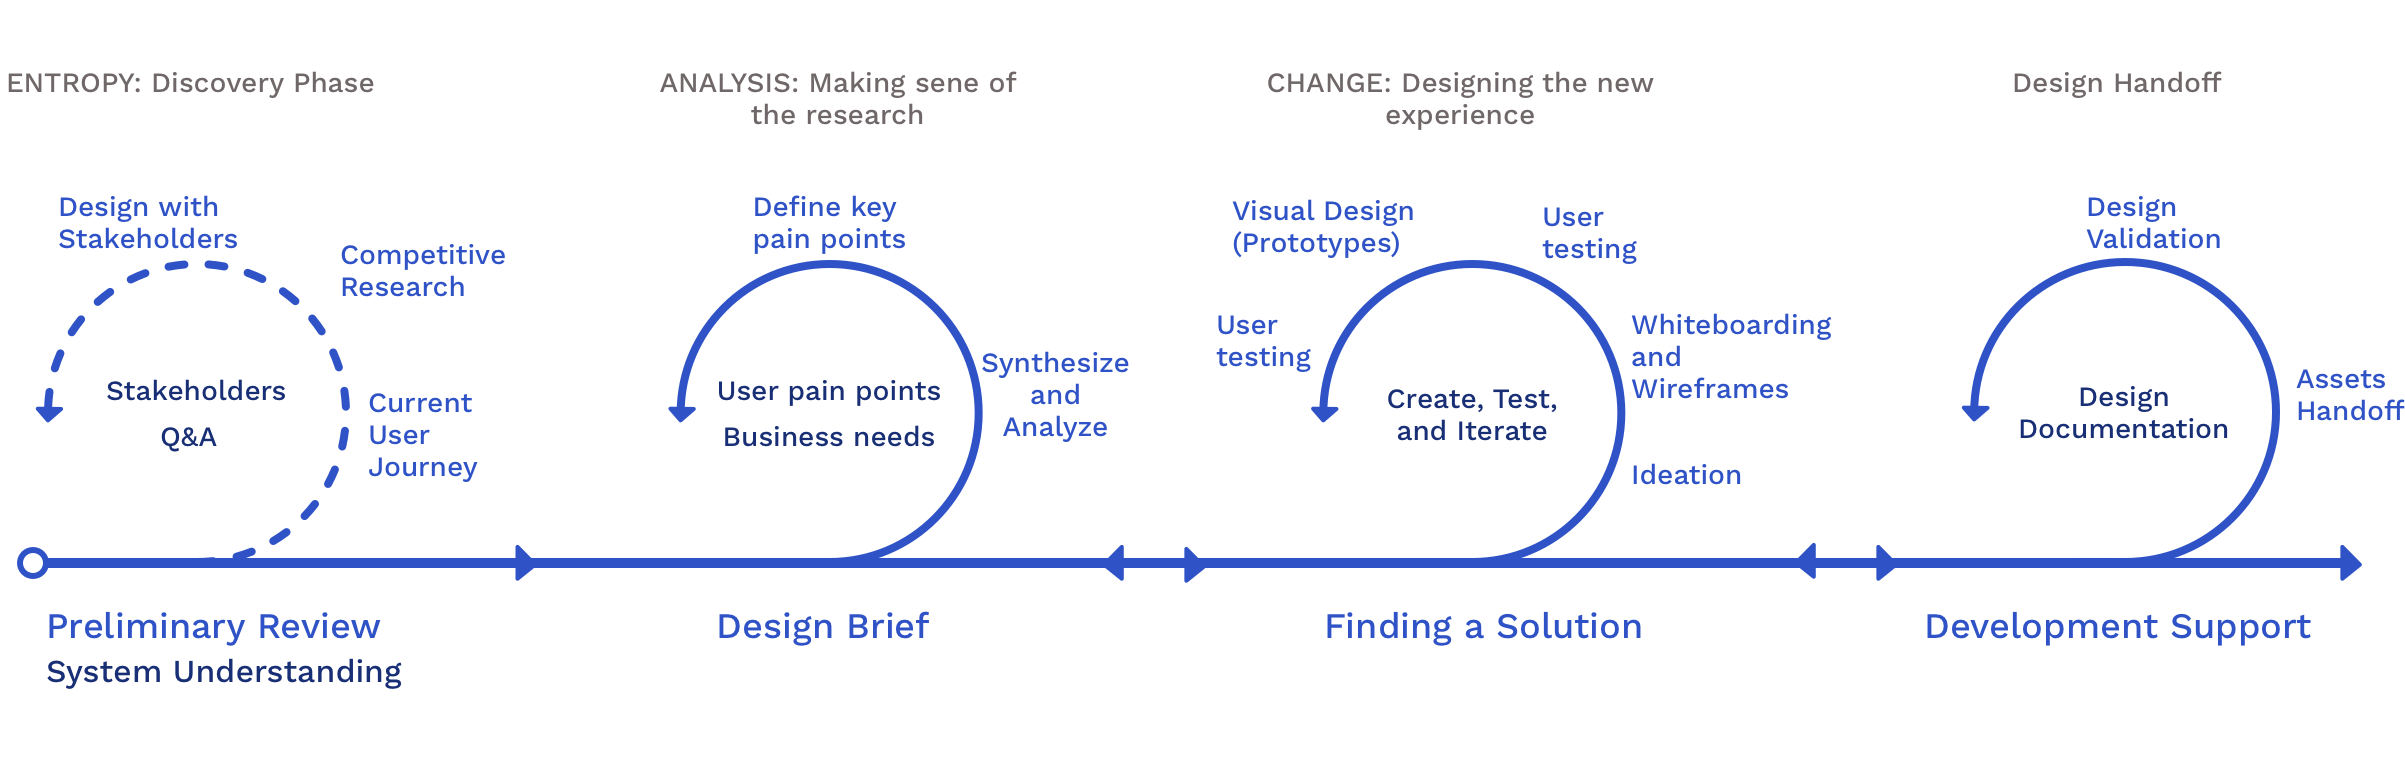 ENTROPY: Discovery Phase
Design with
Stakeholders
Competitive
Research
Current
User
Journey
Stakeholders
Q&A
Preliminary Review
System Understanding
ANALYSIS: Making sene of
the research
Define key
pain points
Synthesize
and
Analyze
User pain points
Business needs
Design Brief
CHANGE: Designing the new
experience
Visual Design
(Prototypes)
User
testing
User
testing
Whiteboarding
and
Wireframes
Ideation
Create, Test,
and Iterate
Finding a Solution
Design Handoff
Design
Validation
Assets
Handoff
Design
Documentation
Development Support